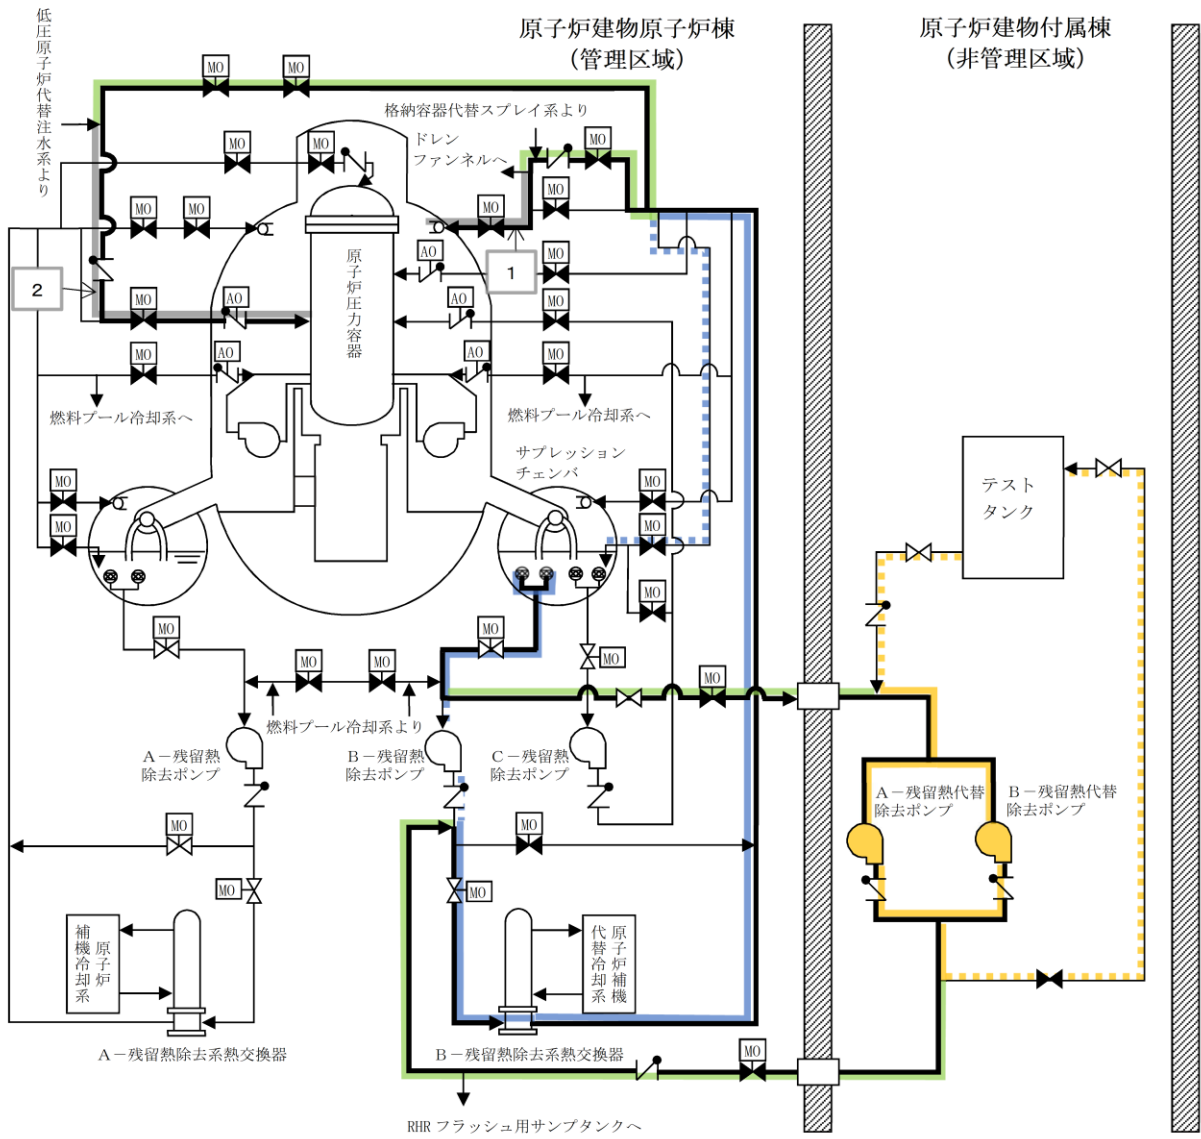 原子炉建物原子炉棟
（管理区域）
原子炉建物付属棟
（非管理区域）
低圧原子炉代替
注水系より
格納容器代替スプレイ系より
ドレン
ファンネルへ
MO
MO
MO
MO
MO
MO
MO
MO
MO
MO
AO
MO
1
2
原子炉圧力容器
MO
AO
AO
MO
MO
AO
AO
MO
燃料プール冷却系へ
燃料プール冷却系へ
サプレッション
チェンバ
MO
MO
MO
MO
MO
テスト
タンク
MO
MO
MO
MO
MO
MO
燃料プール冷却系より
A－残留熱
除去ポンプ
B－残留熱
除去ポンプ
C－残留熱
除去ポンプ
A－残留熱代替
除去ポンプ
B－残留熱代替
除去ポンプ
MO
MO
MO
MO
原子炉
補機冷却系
原子炉補機
代替冷却系
A－残留熱除去系熱交換器
B－残留熱除去系熱交換器
MO
RHRフラッシュ用サンプタンクへ